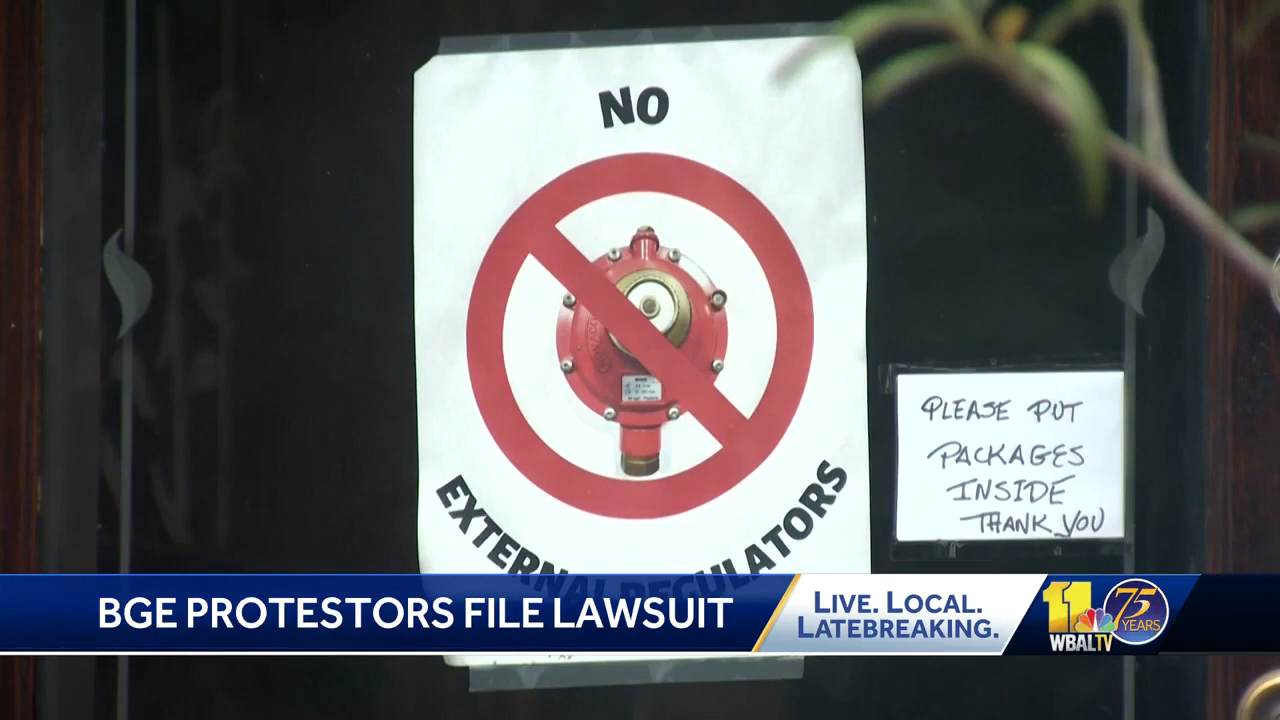 NO
EXTERNAL REGULATORS
PLEASE PUT
PACKAGES
INSIDE
THANK YOU
BGE PROTESTORS FILE LAWSUIT
LIVE. LOCAL.
LATEBREAKING.
11
WBALTV
75
YEARS